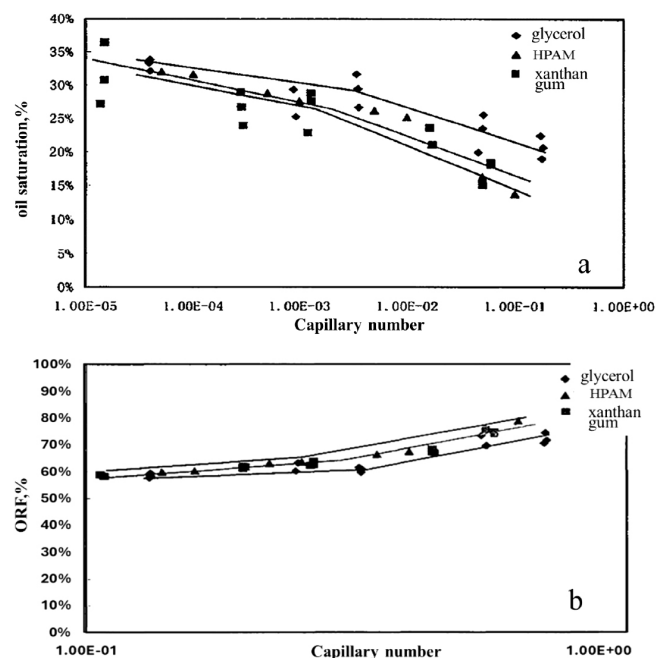 40%
35%
30%
25%
20%
15%
10%
5%
0%
oil saturation,%
glycerol
HPAM
xanthan
gum
a
1.00E-05 1.00E-04 1.00E-03 1.00E-02 1.00E-01 1.00E+00
Capillary number
100%
90%
80%
70%
60%
50%
40%
30%
20%
10%
0%
ORF,%
glycerol
HPAM
xanthan
gum
b
1.00E-01 1.00E+00
Capillary number